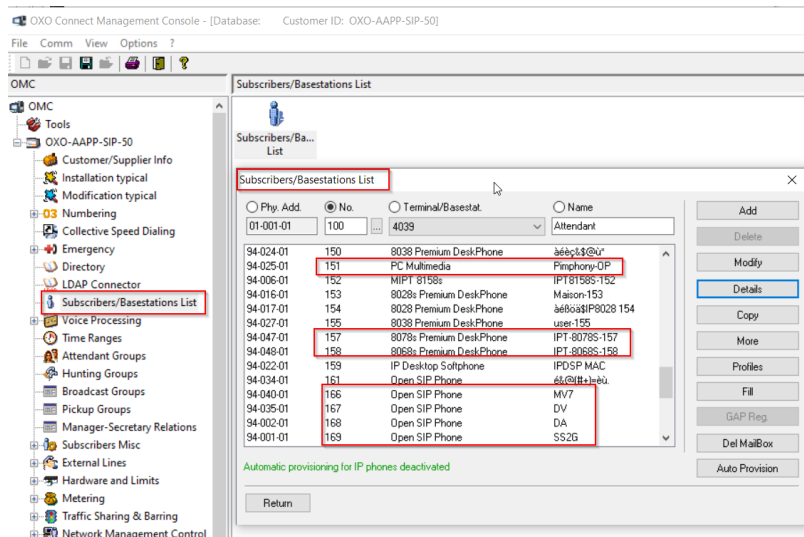 OXO Connect Management Console - [Database: Customer ID: OXO-AAPP-SIP-50]
File Comm View Options ?
OMC
Subscribers/Basestations List
OMC
Tools
OXO-AAPP-SIP-50
Customer/Supplier Info
Installation typical
Modification typical
Numbering
Collective Speed Dialing
Emergency
Directory
LDAP Connector
Subscribers/Basestations List
Voice Processing
Time Ranges
Attendant Groups
Hunting Groups
Broadcast Groups
Pickup Groups
Manager-Secretary Relations
Subscribers Misc
External Lines
Hardware and Limits
Metering
Traffic Sharing & Barring
Network Management Control
Subscribers/Ba...
List
Subscribers/Basestations List
Phy. Add. No. Terminal/Basestat. Name
01-001-01 100 ... 4039 Attendant
94-024-01 150 8038 Premium DeskPhone àéèç&$@ù*
94-025-01 151 PC Multimedia Pimphony-OP
94-006-01 152 MIPT 8158s IPT8158S-152
94-016-01 153 8028s Premium DeskPhone Maison-153
94-017-01 154 8028 Premium DeskPhone àéßöä$IP8028 154
94-027-01 155 8038 Premium DeskPhone user-155
94-047-01 157 8078s Premium DeskPhone IPT-8078S-157
94-048-01 158 8068s Premium DeskPhone IPT-8068S-158
94-022-01 159 IP Desktop Softphone IPDSP MAC
94-034-01 161 Open SIP Phone é&@(#+)=èù.
94-040-01 166 Open SIP Phone MV7
94-035-01 167 Open SIP Phone DV
94-002-01 168 Open SIP Phone DA
94-001-01 169 Open SIP Phone SS2G
Automatic provisioning for IP phones deactivated
Return
Add
Delete
Modify
Details
Copy
More
Profiles
Fill
GAP Reg.
Del MailBox
Auto Provision